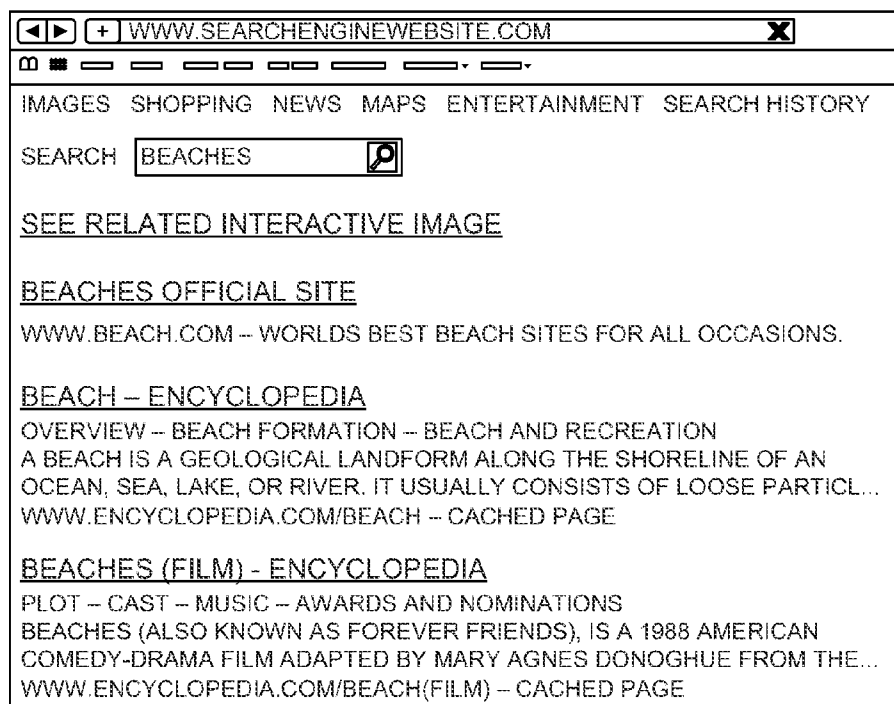 WWW.SEARCHENGINEWEBSITE.COM
IMAGES SHOPPING NEWS MAPS ENTERTAINMENT SEARCH HISTORY
SEARCH BEACHES
SEE RELATED INTERACTIVE IMAGE
BEACHES OFFICIAL SITE
WWW.BEACH.COM – WORLDS BEST BEACH SITES FOR ALL OCCASIONS.
BEACH – ENCYCLOPEDIA
OVERVIEW – BEACH FORMATION – BEACH AND RECREATION
A BEACH IS A GEOLOGICAL LANDFORM ALONG THE SHORELINE OF AN
OCEAN, SEA, LAKE, OR RIVER. IT USUALLY CONSISTS OF LOOSE PARTICL...
WWW.ENCYCLOPEDIA.COM/BEACH – CACHED PAGE
BEACHES (FILM) - ENCYCLOPEDIA
PLOT – CAST – MUSIC – AWARDS AND NOMINATIONS
BEACHES (ALSO KNOWN AS FOREVER FRIENDS), IS A 1988 AMERICAN
COMEDY-DRAMA FILM ADAPTED BY MARY AGNES DONOGHUE FROM THE...
WWW.ENCYCLOPEDIA.COM/BEACH(FILM) – CACHED PAGE